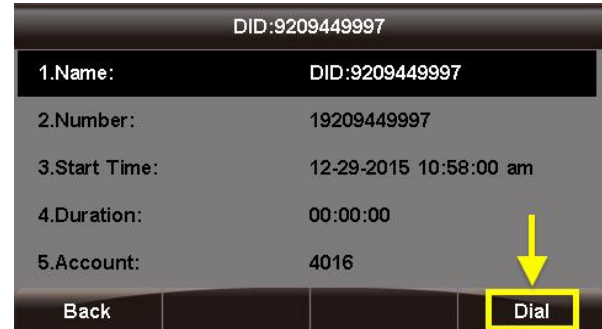 DID:9209449997
1.Name: DID:9209449997
2.Number: 19209449997
3.Start Time: 12-29-2015 10:58:00 am
4.Duration: 00:00:00
5.Account: 4016
Back Dial